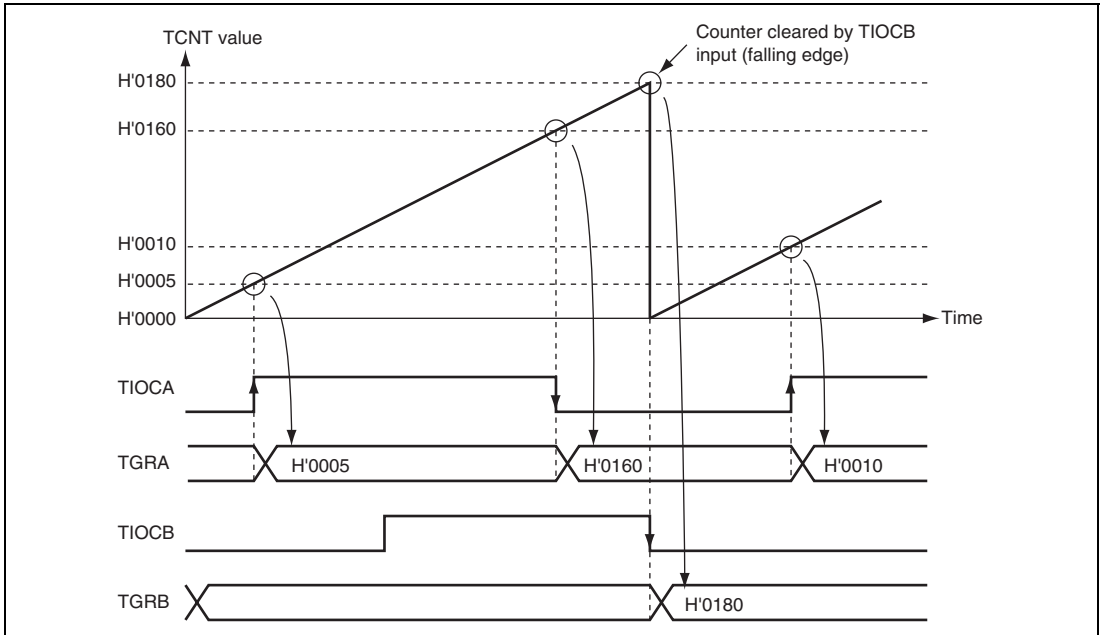 Counter cleared by TIOCB
input (falling edge)
TCNT value
H'0180
H'0160
H'0010
H'0005
H'0000
Time
TIOCA
TGRA
H'0005
H'0160
H'0010
TIOCB
TGRB
H'0180